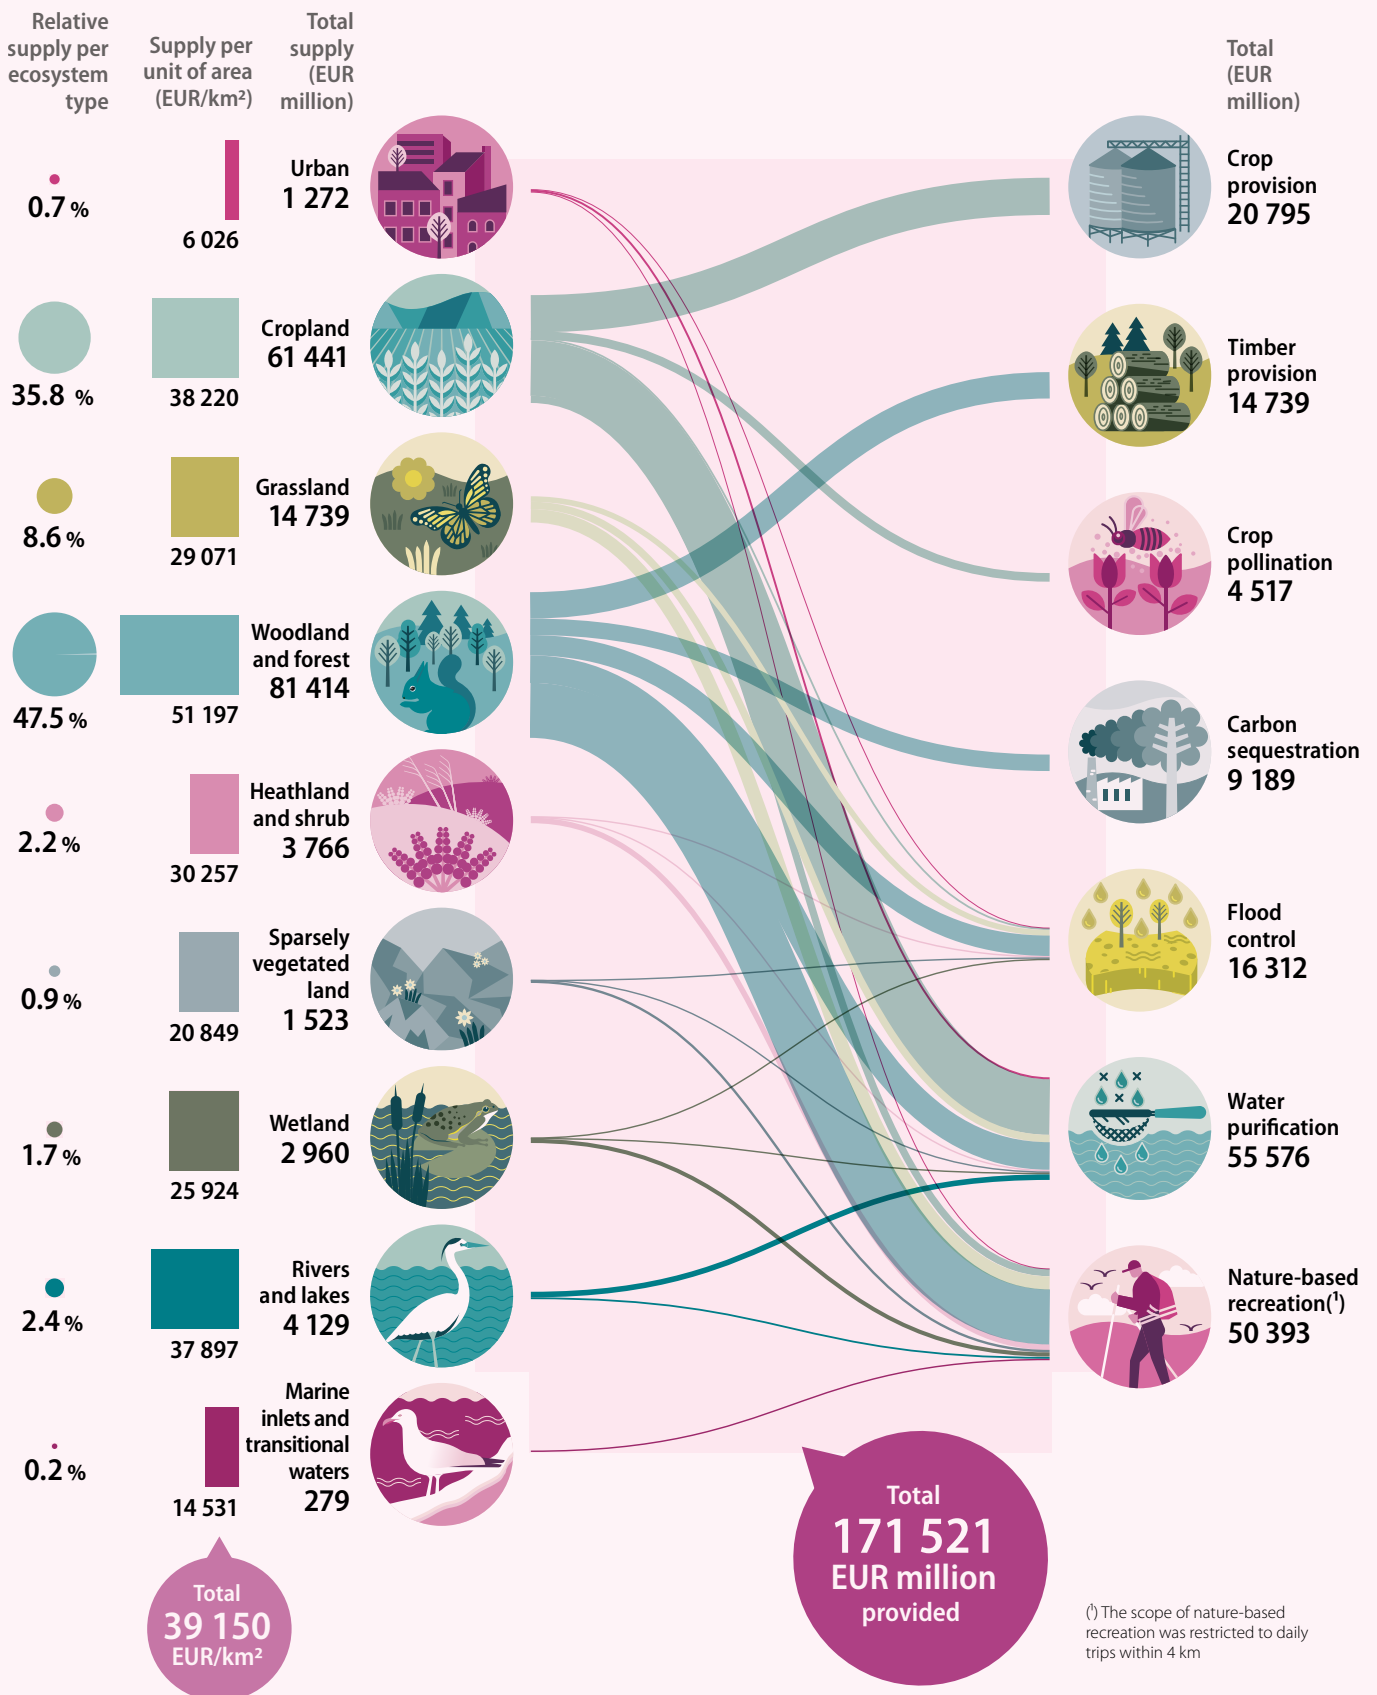 Relative
supply per
ecosystem
type
Supply per
unit of area
(EUR/km²)
Total
supply
(EUR
million)
Total
(EUR
million)
0.7 %
6 026
Urban
1 272
35.8 %
38 220
Cropland
61 441
8.6 %
29 071
Grassland
14 739
47.5 %
51 197
Woodland
and forest
81 414
2.2 %
30 257
Heathland
and shrub
3 766
0.9 %
20 849
Sparsely
vegetated
land
1 523
1.7 %
25 924
Wetland
2 960
2.4 %
37 897
Rivers
and lakes
4 129
0.2 %
14 531
Marine
inlets and
transitional
waters
279
Crop
provision
20 795
Timber
provision
14 739
Crop
pollination
4 517
Carbon
sequestration
9 189
Flood
control
16 312
Water
purification
55 576
Nature-based
recreation(¹)
50 393
Total
39 150
EUR/km²
Total
171 521
EUR million
provided
(¹) The scope of nature-based
recreation was restricted to daily
trips within 4 km